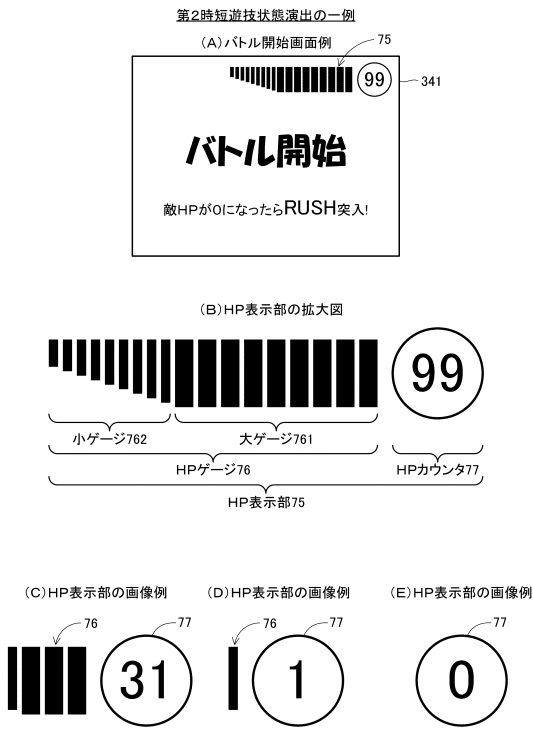 第2時短遊技状態演出の一例
(A)バトル開始画面例
75
99
341
バトル開始
敵HPが0になったらRUSH突入!
(B)HP表示部の拡大図
99
小ゲージ762
大ゲージ761
HPゲージ76
HPカウンタ77
HP表示部75
(C)HP表示部の画像例
(D)HP表示部の画像例
(E)HP表示部の画像例
76
77
76
77
77
31
1
0